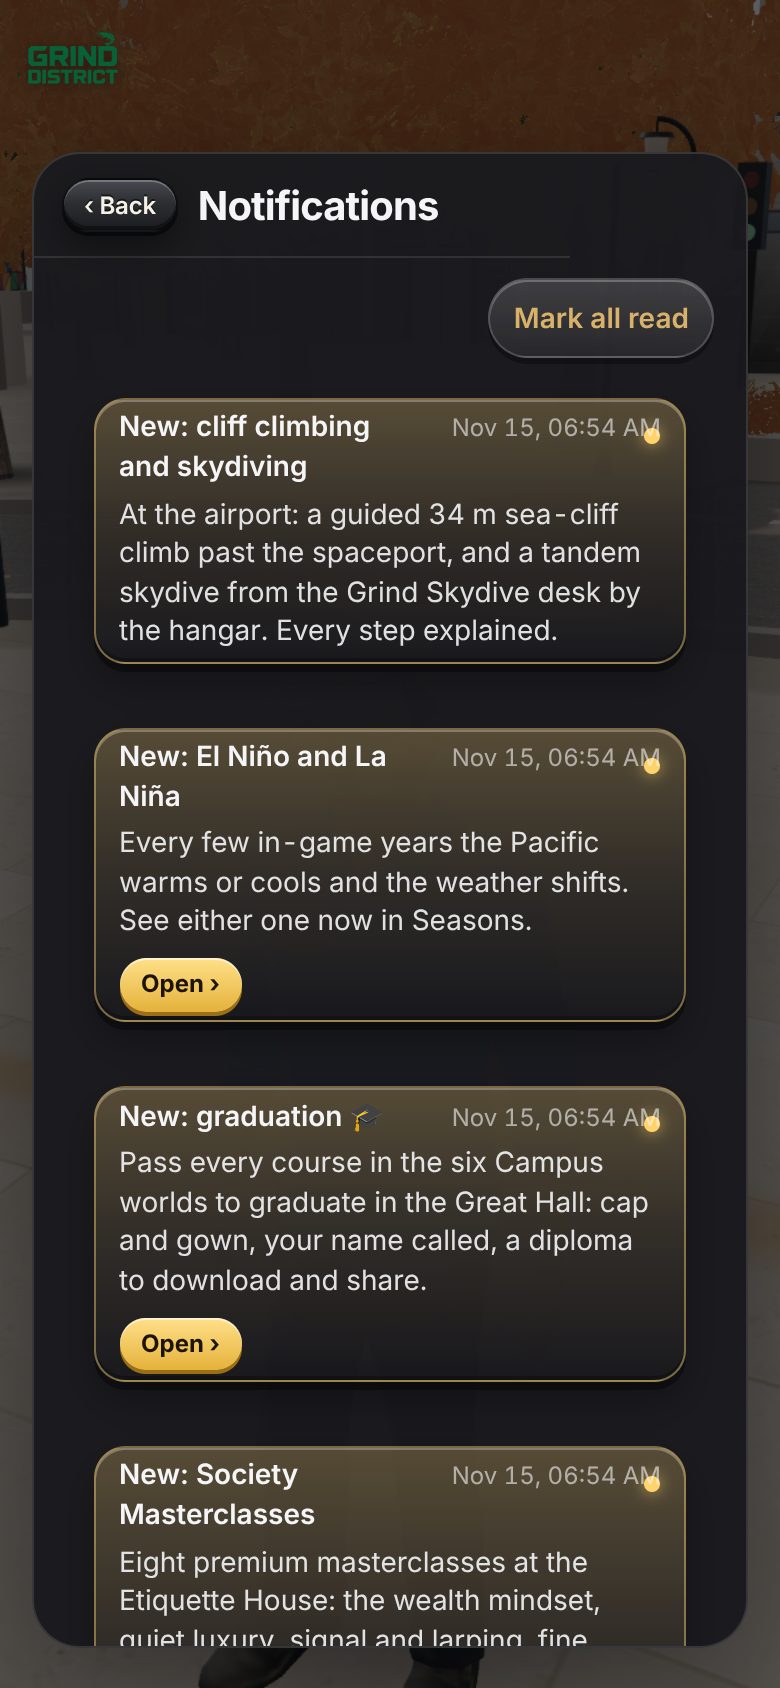 GRIND
DISTRICT
‹ Back
Notifications
Mark all read
New: cliff climbing
and skydiving
Nov 15, 06:54 AM
At the airport: a guided 34 m sea-cliff
climb past the spaceport, and a tandem
skydive from the Grind Skydive desk by
the hangar. Every step explained.
New: El Niño and La
Niña
Nov 15, 06:54 AM
Every few in-game years the Pacific
warms or cools and the weather shifts.
See either one now in Seasons.
Open ›
New: graduation 🎓
Nov 15, 06:54 AM
Pass every course in the six Campus
worlds to graduate in the Great Hall: cap
and gown, your name called, a diploma
to download and share.
Open ›
New: Society
Masterclasses
Nov 15, 06:54 AM
Eight premium masterclasses at the
Etiquette House: the wealth mindset,
quiet luxury, signal and larping, fine